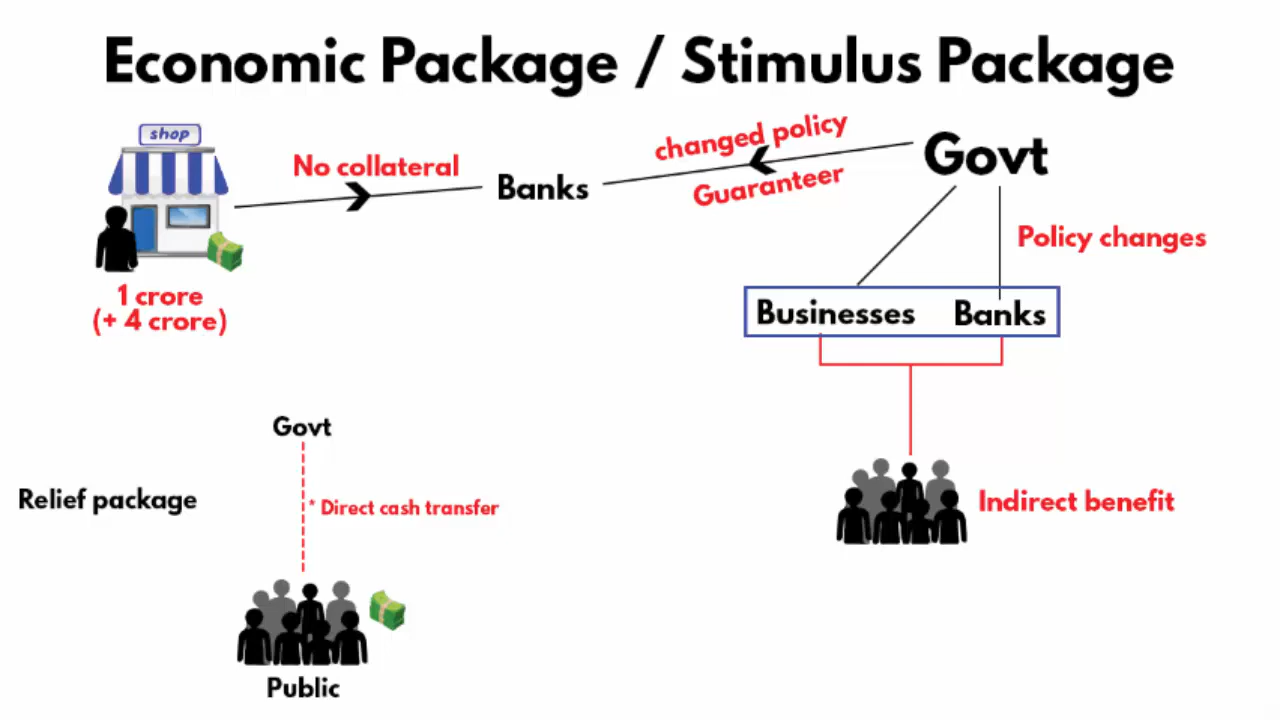 Economic Package / Stimulus Package
shop
No collateral
Banks
changed policy
Guaranteer
Govt
Policy changes
1 crore
(+ 4 crore)
Businesses
Banks
Indirect benefit
Govt
Relief package
* Direct cash transfer
Public